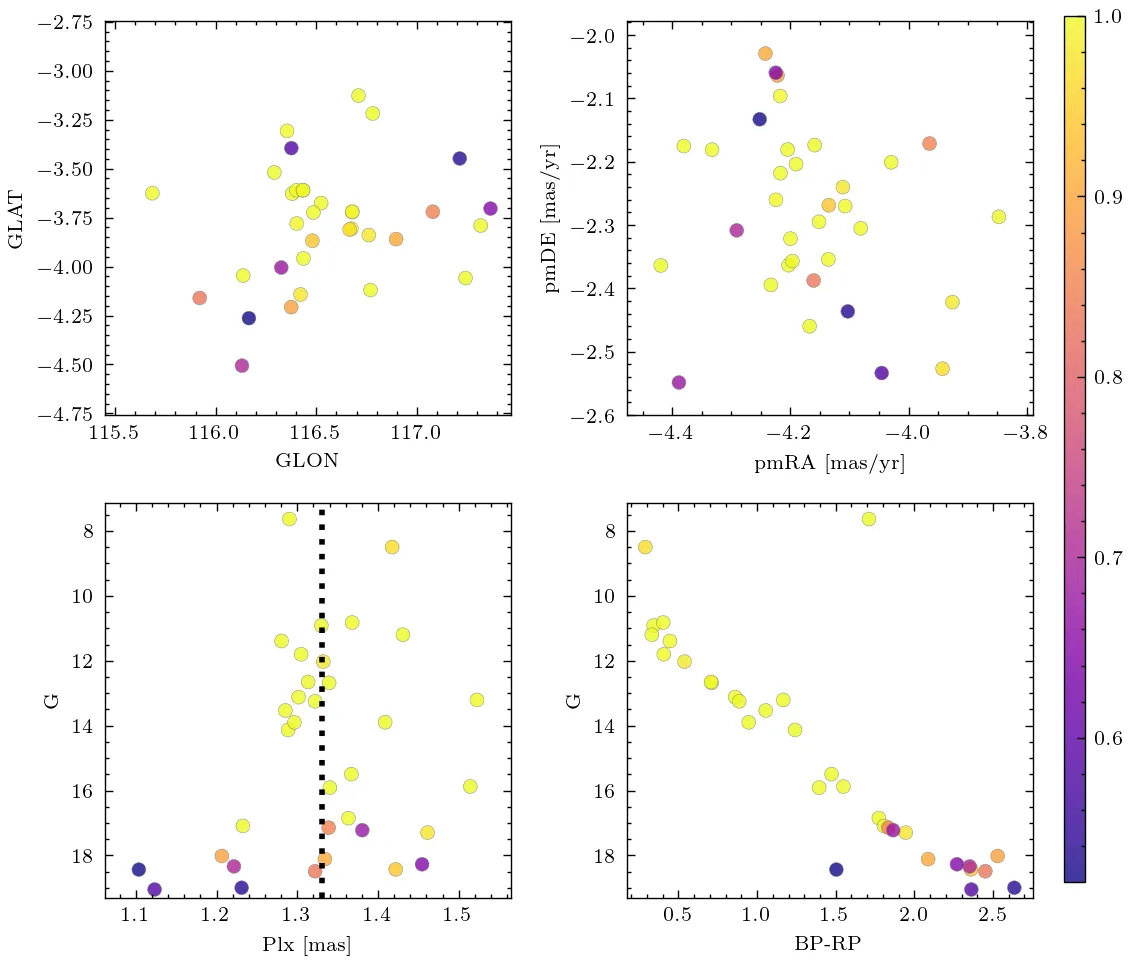 −2.75
−3.00
−3.25
−3.50
−3.75
−4.00
−4.25
−4.50
−4.75
GLAT
115.5 116.0 116.5 117.0
GLON
−2.0
−2.1
−2.2
−2.3
−2.4
−2.5
−2.6
pmDE [mas/yr]
−4.4 −4.2 −4.0 −3.8
pmRA [mas/yr]
8
10
12
14
16
18
G
1.1 1.2 1.3 1.4 1.5
Plx [mas]
8
10
12
14
16
18
G
0.5 1.0 1.5 2.0 2.5
BP-RP
1.0
0.9
0.8
0.7
0.6